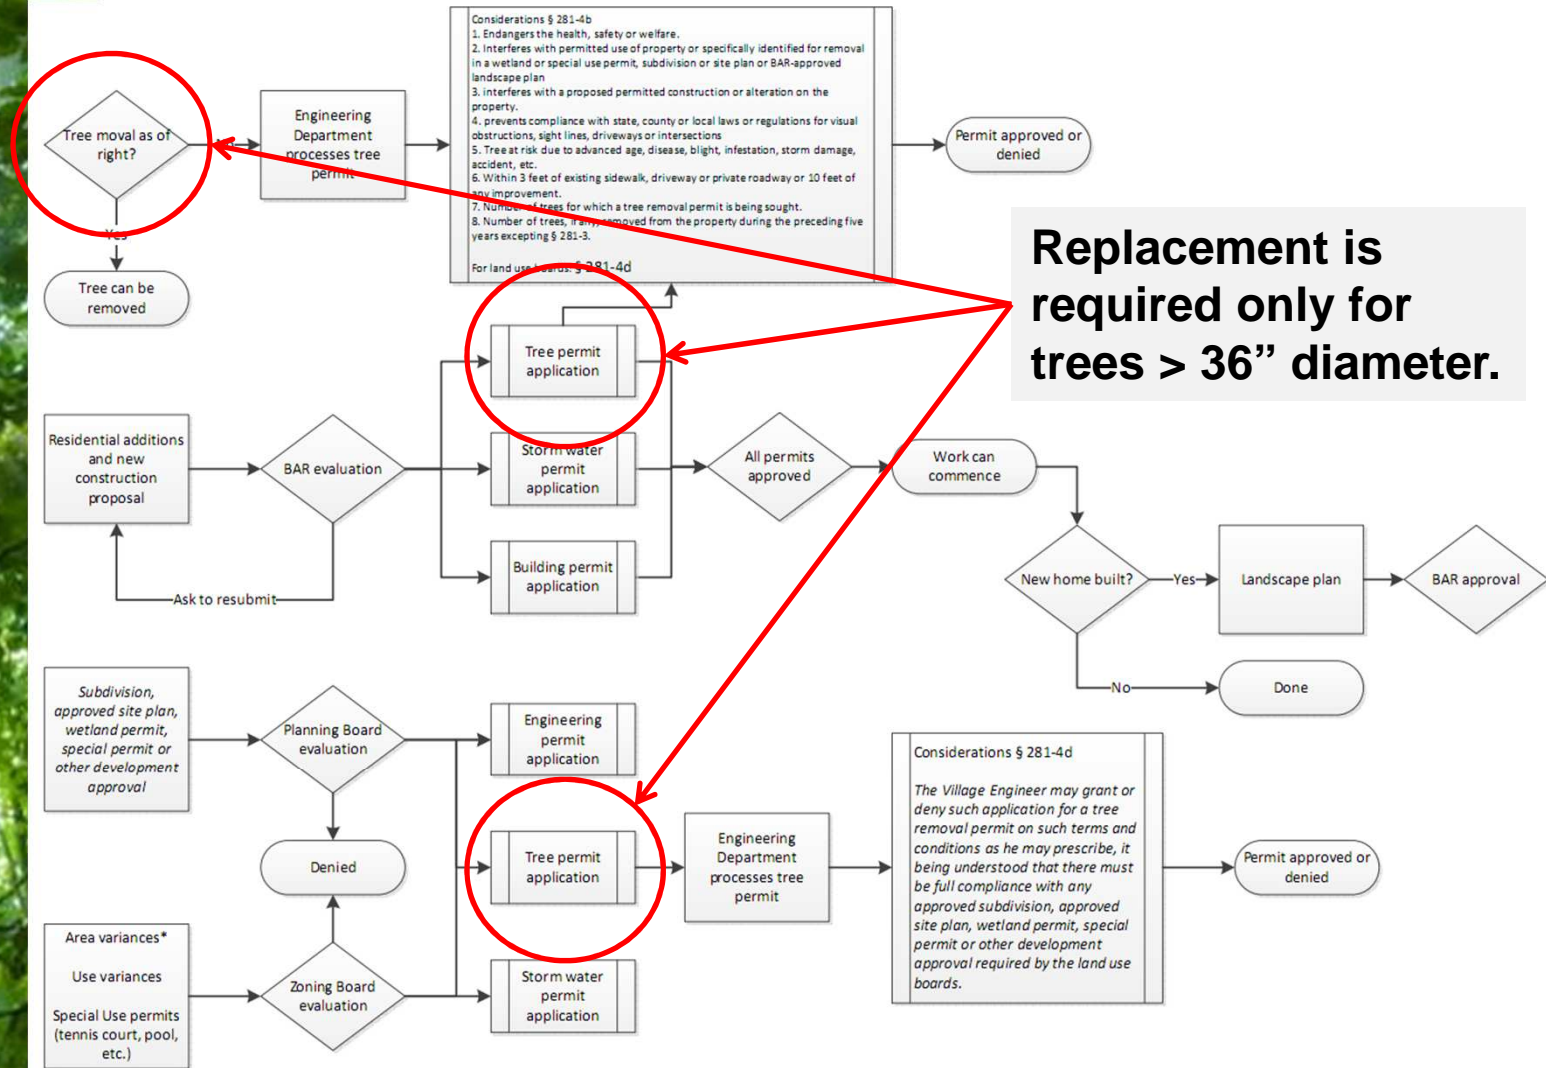 Considerations § 281-4b
1. Endangers the health, safety or welfare.
2. Interferes with permitted use of property or specifically identified for removal
in a wetland or special use permit, subdivision or site plan or BAR-approved
landscape plan
3. interferes with a proposed permitted construction or alteration on the
property.
4. prevents compliance with state, county or local laws or regulations for visual
obstructions, sight lines, driveways or intersections
5. Tree at risk due to advanced age, disease, blight, infestation, storm damage,
accident, etc.
6. Within 3 feet of existing sidewalk, driveway or private roadway or 10 feet of
any improvement.
7. Number of trees for which a tree removal permit is being sought.
8. Number of trees, if any, removed from the property during the preceding five
years excepting § 281-3.
For land use boards: § 281-4d
Tree moval as of
right?
No
Engineering
Department
processes tree
permit
Permit approved or
denied
Yes
Tree can be
removed
Replacement is
required only for
trees > 36” diameter.
Residential additions
and new
construction
proposal
BAR evaluation
Ask to resubmit
Tree permit
application
Storm water
permit
application
Building permit
application
All permits
approved
Work can
commence
New home built?
Yes
Landscape plan
BAR approval
No
Done
Subdivision,
approved site plan,
wetland permit,
special permit or
other development
approval
Planning Board
evaluation
Denied
Area variances*
Use variances
Special Use permits
(tennis court, pool,
etc.)
Zoning Board
evaluation
Engineering
permit
application
Tree permit
application
Storm water
permit
application
Engineering
Department
processes tree
permit
Considerations § 281-4d
The Village Engineer may grant or
deny such application for a tree
removal permit on such terms and
conditions as he may prescribe, it
being understood that there must
be full compliance with any
approved subdivision, approved
site plan, wetland permit, special
permit or other development
approval required by the land use
boards.
Permit approved or
denied